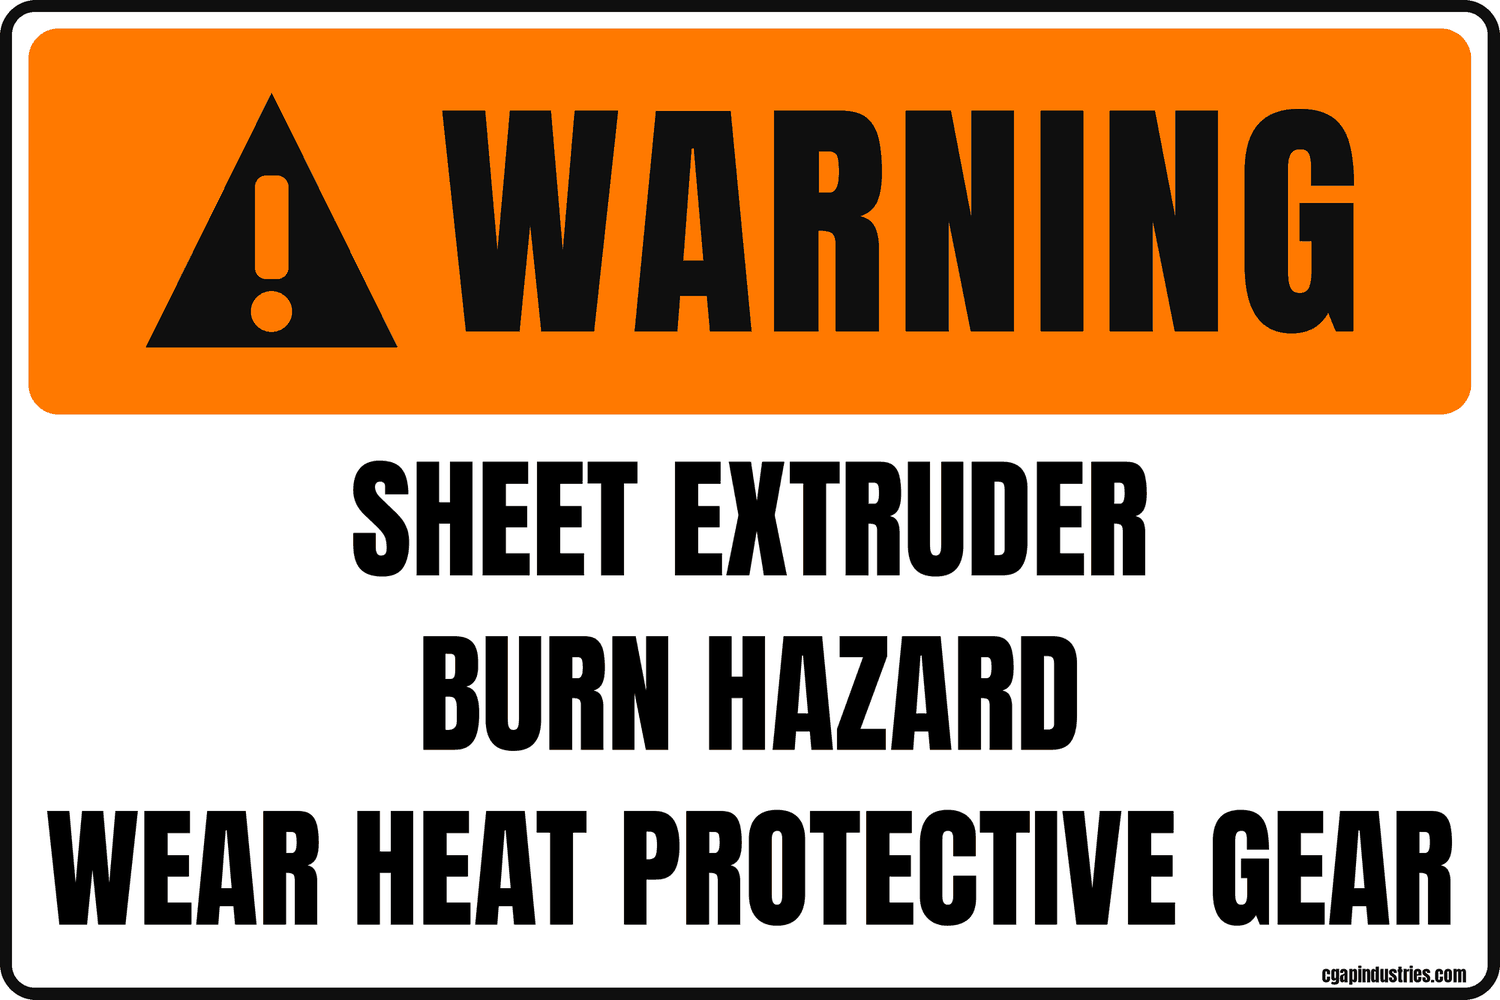 WARNING
SHEET EXTRUDER
BURN HAZARD
WEAR HEAT PROTECTIVE GEAR
cgapindustries.com